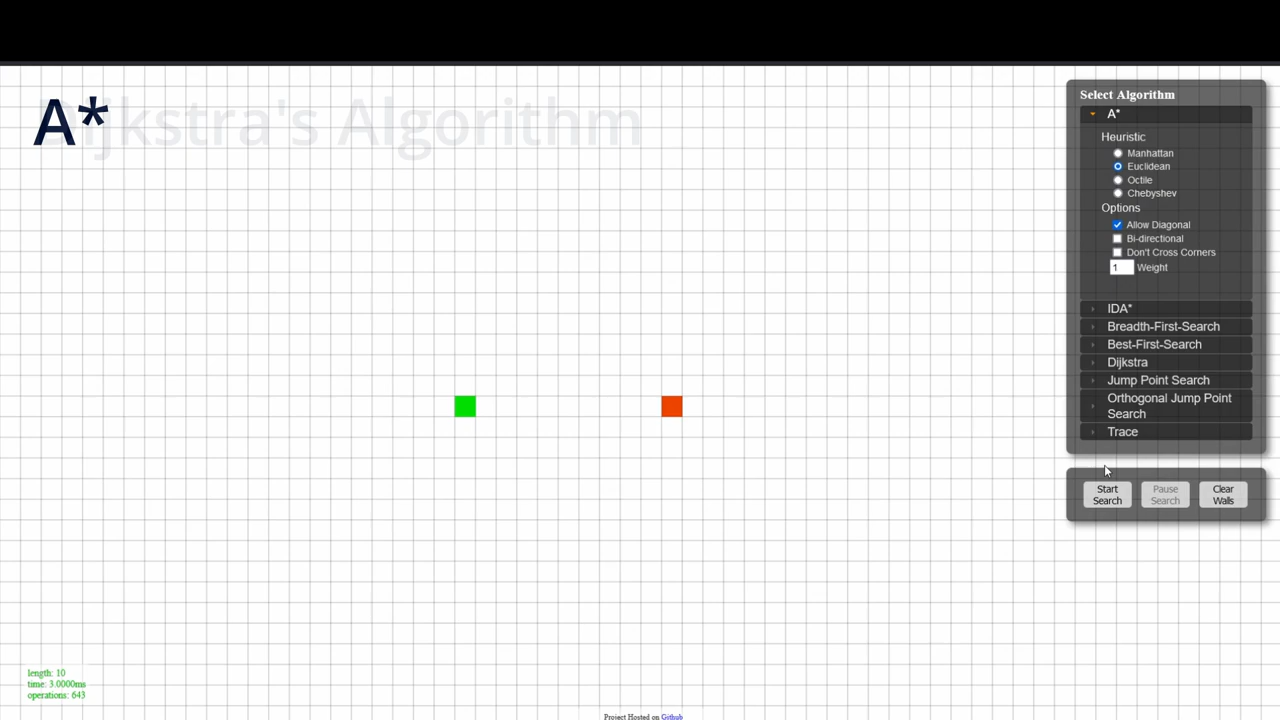 A*
Dijkstra's Algorithm
Select Algorithm
A*
Heuristic
Manhattan
Euclidean
Octile
Chebyshev
Options
Allow Diagonal
Bi-directional
Don't Cross Corners
1 Weight
IDA*
Breadth-First-Search
Best-First-Search
Dijkstra
Jump Point Search
Orthogonal Jump Point
Search
Trace
Start
Search
Pause
Search
Clear
Walls
length: 10
time: 3.0000ms
operations: 643
Project Hosted on Github